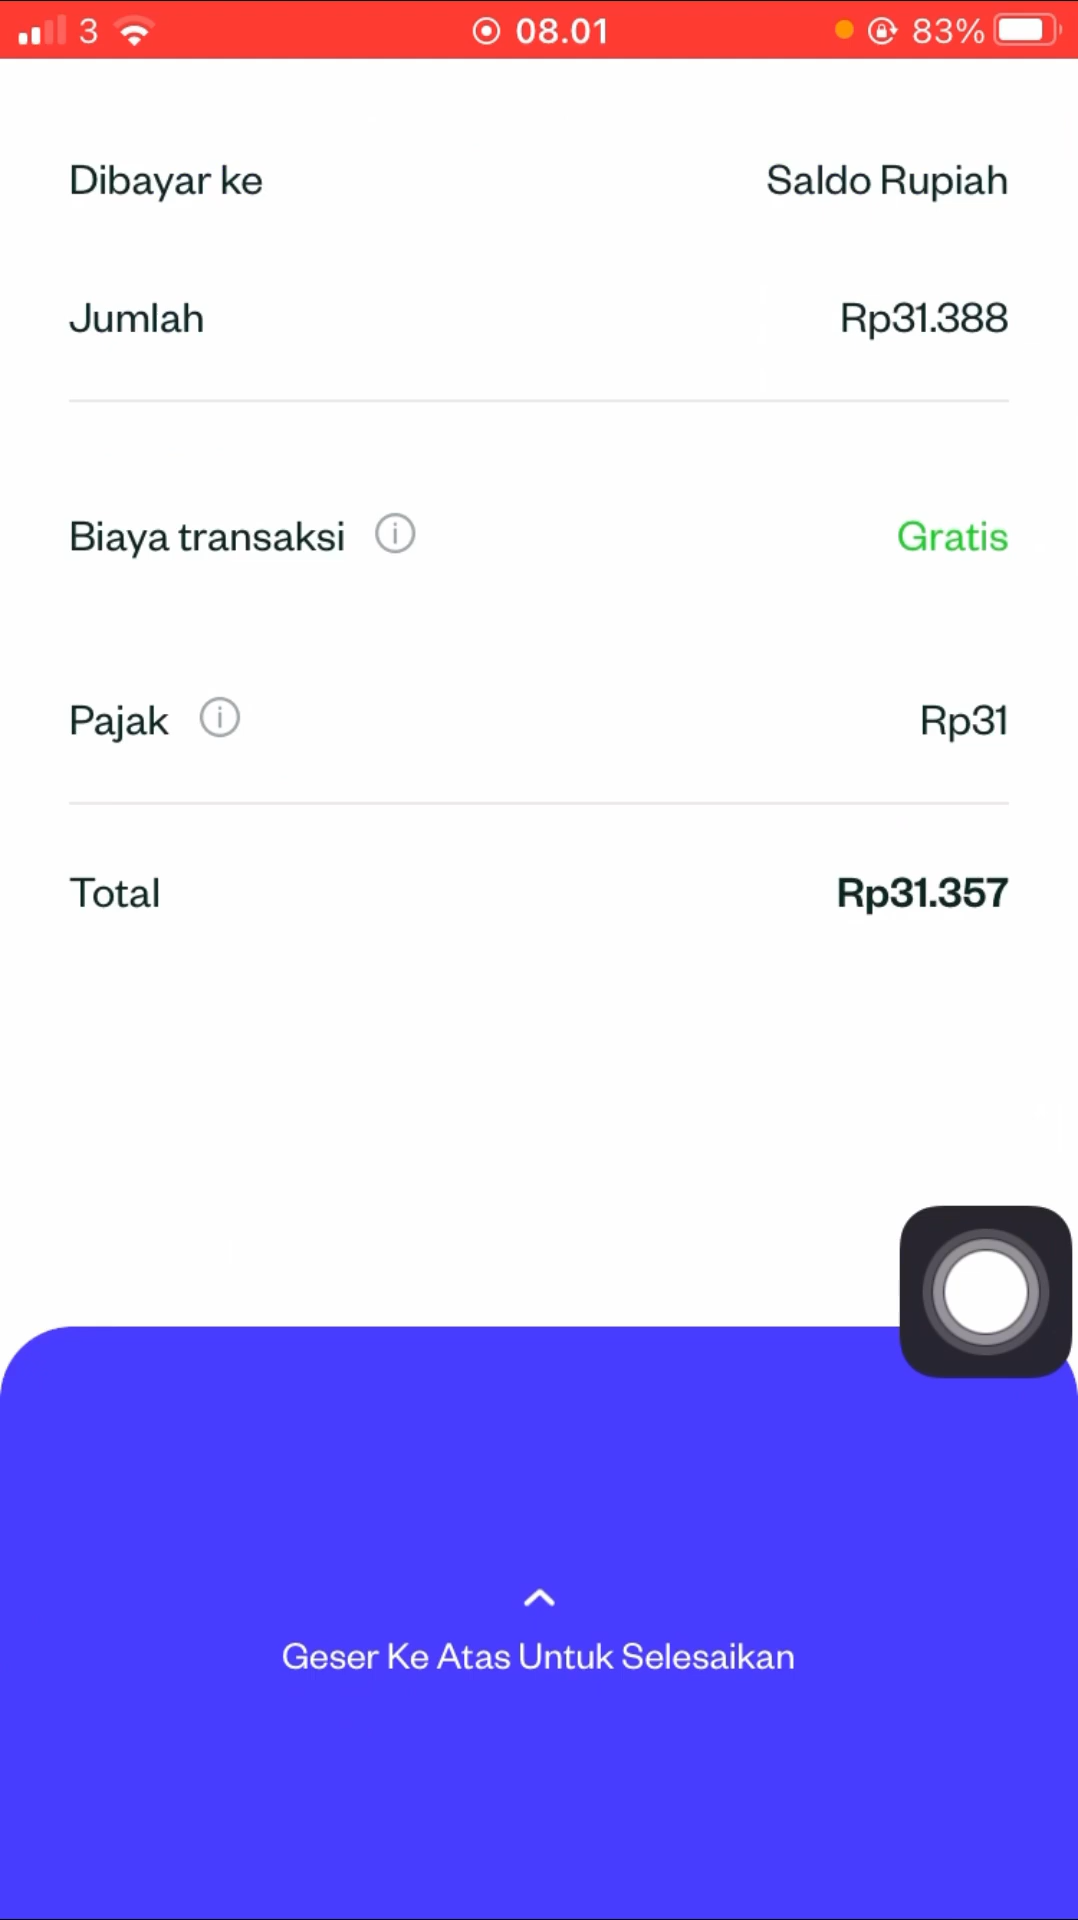 3 08.01 83%
Dibayar ke Saldo Rupiah
Jumlah Rp31.388
Biaya transaksi Gratis
Pajak Rp31
Total Rp31.357
Geser Ke Atas Untuk Selesaikan